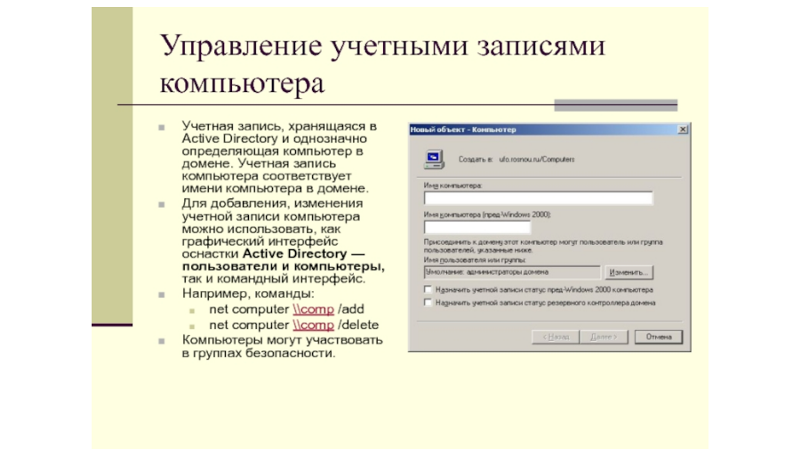 Управление учетными записями
компьютера
Учетная запись, хранящаяся в
Active Directory и однозначно
определяющая компьютер в
домене. Учетная запись
компьютера соответствует
имени компьютера в домене.
Для добавления, изменения
учетной записи компьютера
можно использовать, как
графический интерфейс
оснастки Active Directory —
пользователи и компьютеры,
так и командный интерфейс.
Например, команды:
net computer \\comp /add
net computer \\comp /delete
Компьютеры могут участвовать
в группах безопасности.
Новый объект - Компьютер
Создать в: ufo.rosnou.ru/Computers
Имя компьютера:
Имя компьютера (пред-Windows 2000):
Присоединить к домену этот компьютер могут пользователь или группа
пользователей, указанные ниже.
Имя пользователя или группы:
Умолчание: администраторы домена
Изменить...
Назначить учетной записи статус пред-Windows 2000 компьютера
Назначить учетной записи статус резервного контроллера домена
< Назад
Далее >
Отмена